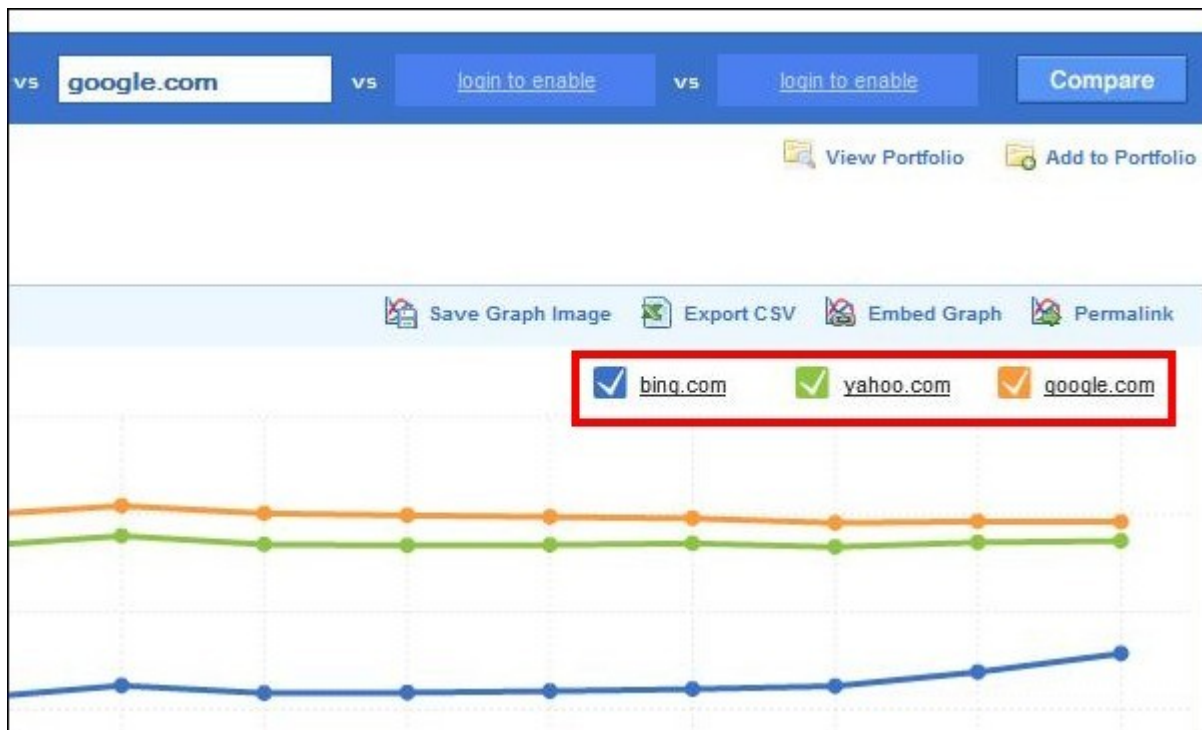 vs google.com vs login to enable vs login to enable Compare
View Portfolio Add to Portfolio
Save Graph Image Export CSV Embed Graph Permalink
bing.com yahoo.com google.com